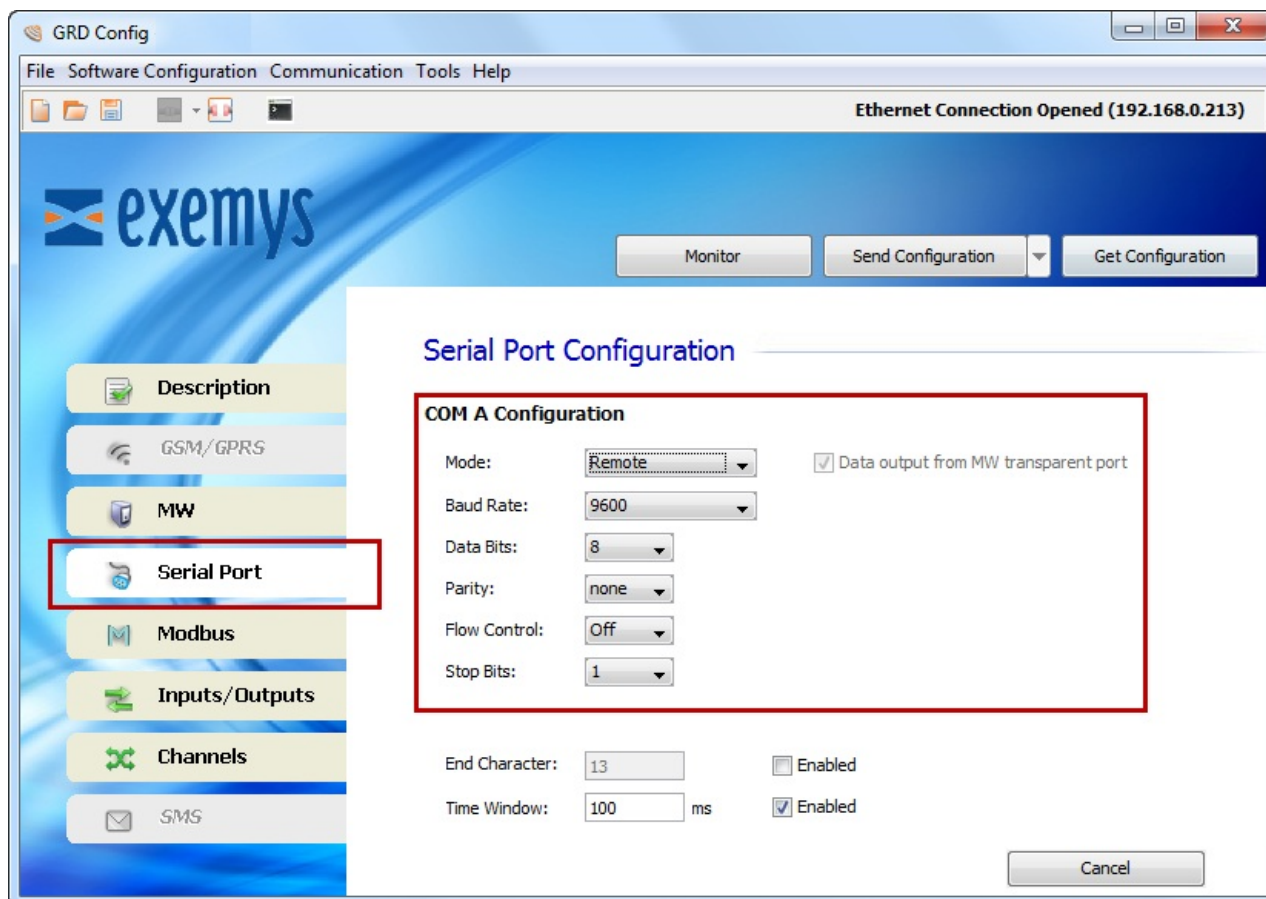 GRD Config
File Software Configuration Communication Tools Help
Ethernet Connection Opened (192.168.0.213)
exemys
Monitor
Send Configuration
Get Configuration
Serial Port Configuration
Description
GSM/GPRS
MW
Serial Port
Modbus
Inputs/Outputs
Channels
SMS
COM A Configuration
Mode: Remote Data output from MW transparent port
Baud Rate: 9600
Data Bits: 8
Parity: none
Flow Control: Off
Stop Bits: 1
End Character: 13 Enabled
Time Window: 100 ms Enabled
Cancel